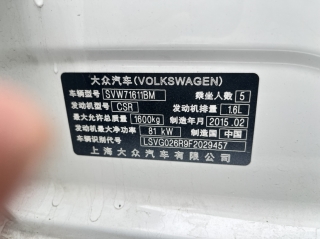 大众汽车(VOLKSWAGEN)
车辆型号 SVW71611BM 乘坐人数 5
发动机型号 CSR 发动机排量 1.6L
最大允许总质量 1600kg 制造年月 2015.02
发动机最大净功率 81 kW 制造国 中国
车辆识别代号 LSVG026R9F2029457
上海大众汽车有限公司